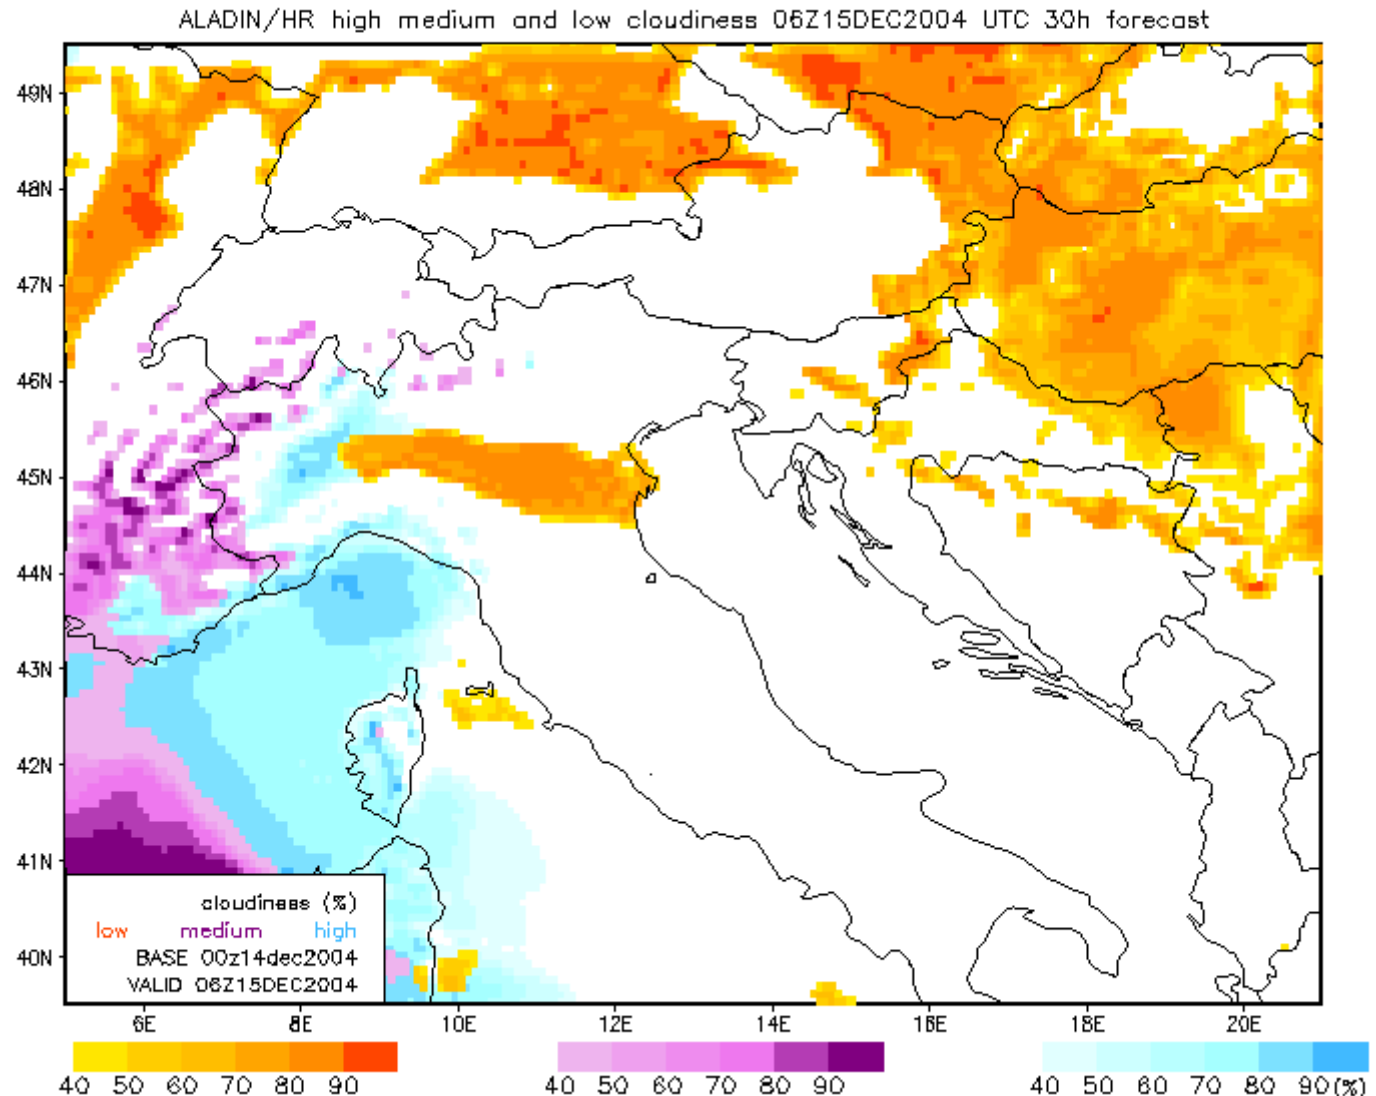 ALADIN/HR high medium and low cloudiness 06Z15DEC2004 UTC 30h forecast
49N
48N
47N
46N
45N
44N
43N
42N
41N
40N
cloudiness (%)
low medium high
BASE 00z14dec2004
VALID 06Z15DEC2004
6E 8E 10E 12E 14E 16E 18E 20E
40 50 60 70 80 90 40 50 60 70 80 90 40 50 60 70 80 90(%)